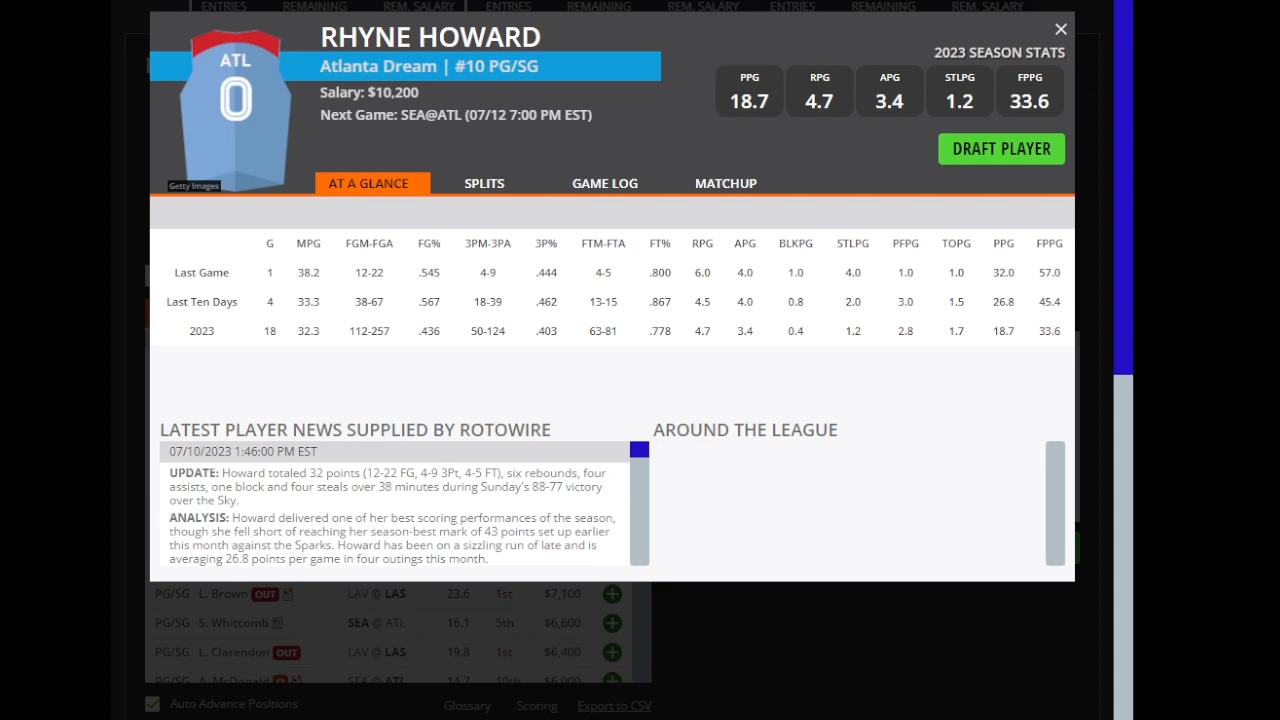 ENTRIES REMAINING REM. SALARY ENTRIES REMAINING REM. SALARY ENTRIES REMAINING REM. SALARY
RHYNE HOWARD
Atlanta Dream | #10 PG/SG
Salary: $10,200
Next Game: SEA@ATL (07/12 7:00 PM EST)
ATL
0
Getty Images
2023 SEASON STATS
PPG RPG APG STLPG FPPG
18.7 4.7 3.4 1.2 33.6
DRAFT PLAYER
AT A GLANCE SPLITS GAME LOG MATCHUP
G MPG FGM-FGA FG% 3PM-3PA 3P% FTM-FTA FT% RPG APG BLKPG STLPG PFPG TOPG PPG FPPG
Last Game 1 38.2 12-22 .545 4-9 .444 4-5 .800 6.0 4.0 1.0 4.0 1.0 1.0 32.0 57.0
Last Ten Days 4 33.3 38-67 .567 18-39 .462 13-15 .867 4.5 4.0 0.8 2.0 3.0 1.5 26.8 45.4
2023 18 32.3 112-257 .436 50-124 .403 63-81 .778 4.7 3.4 0.4 1.2 2.8 1.7 18.7 33.6
LATEST PLAYER NEWS SUPPLIED BY ROTOWIRE
07/10/2023 1:46:00 PM EST
UPDATE: Howard totaled 32 points (12-22 FG, 4-9 3Pt, 4-5 FT), six rebounds, four
assists, one block and four steals over 38 minutes during Sunday's 88-77 victory
over the Sky.
ANALYSIS: Howard delivered one of her best scoring performances of the season,
though she fell short of reaching her season-best mark of 43 points set up earlier
this month against the Sparks. Howard has been on a sizzling run of late and is
averaging 26.8 points per game in four outings this month.
AROUND THE LEAGUE
PG/SG L. Brown OUT LAV @ LAS 23.6 1st $7,100
PG/SG S. Whitcomb SEA @ ATL 16.1 5th $6,600
PG/SG L. Clarendon OUT LAV @ LAS 19.8 1st $6,400
PG/SG A. McDonald SEA @ ATL 14.7 10th $6,000
Auto Advance Positions
Glossary Scoring Export to CSV